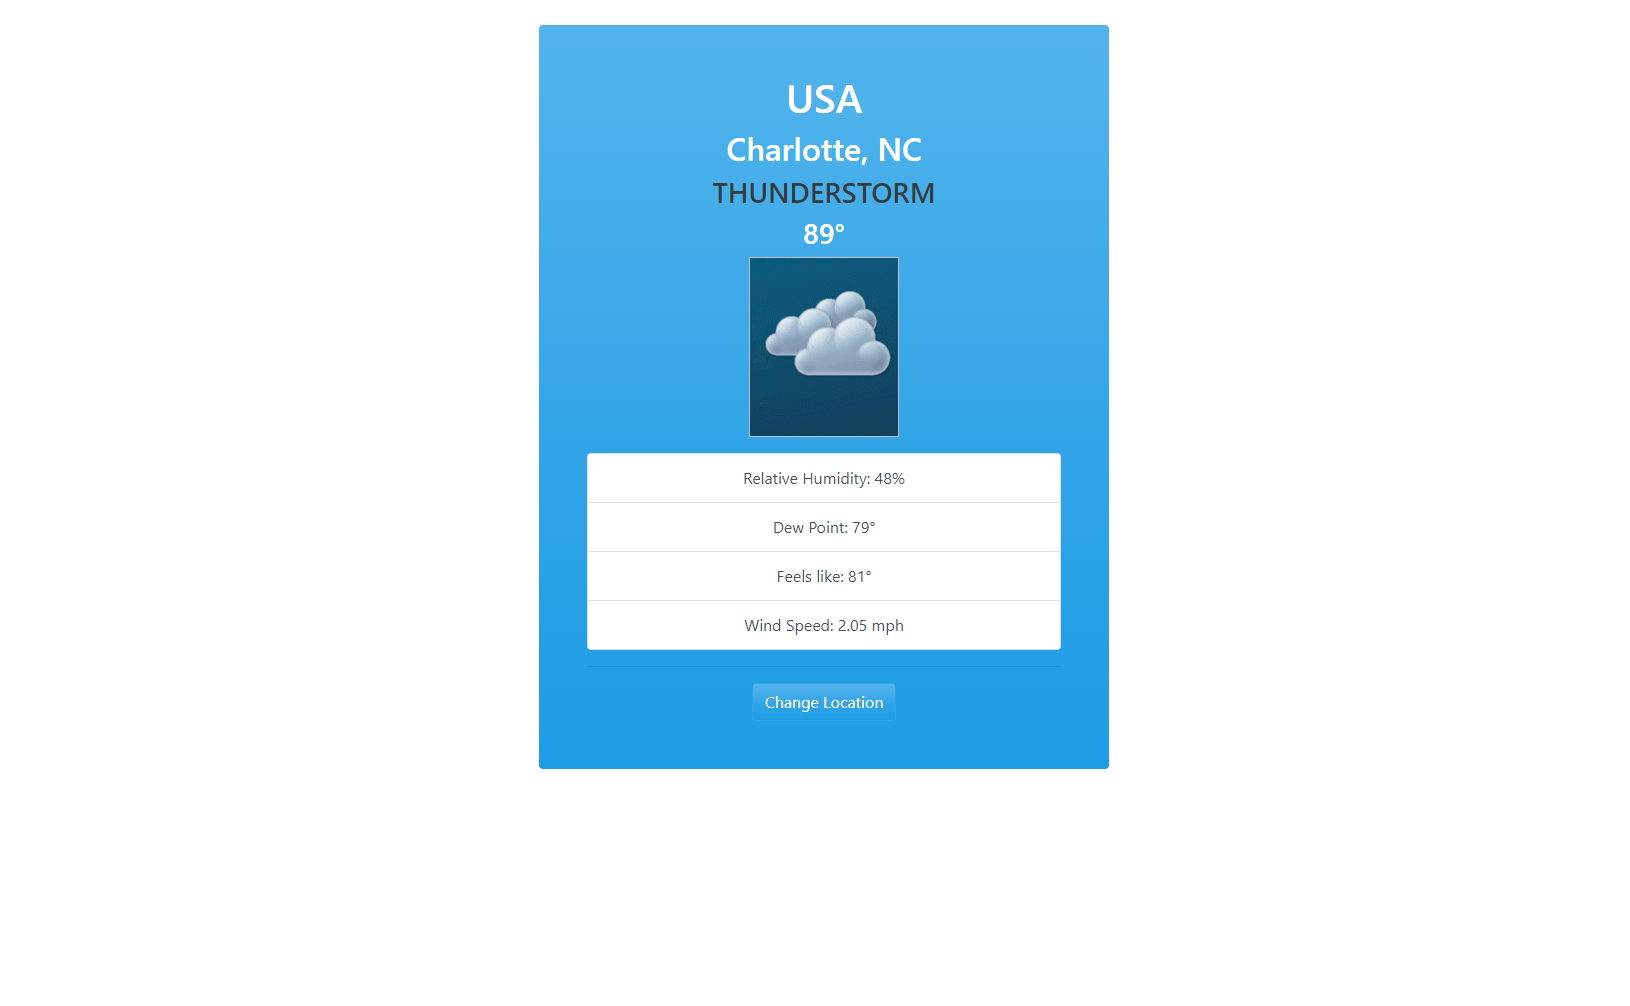 USA
Charlotte, NC
THUNDERSTORM
89°
Relative Humidity: 48%
Dew Point: 79°
Feels like: 81°
Wind Speed: 2.05 mph
Change Location